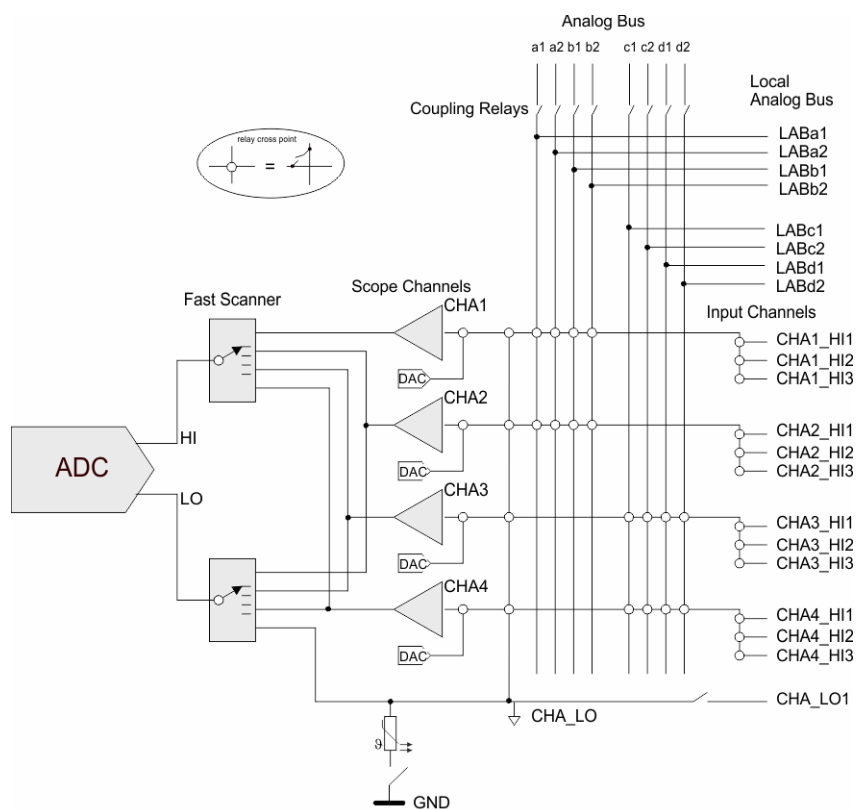 Analog Bus
a1 a2 b1 b2 c1 c2 d1 d2
Local
Analog Bus
Coupling Relays
LABa1
LABa2
LABb1
LABb2
relay cross point
=
LABc1
LABc2
LABd1
LABd2
Fast Scanner
Scope Channels
Input Channels
CHA1
CHA1_HI1
CHA1_HI2
CHA1_HI3
DAC
CHA2
CHA2_HI1
CHA2_HI2
CHA2_HI3
DAC
HI
ADC
LO
CHA3
CHA3_HI1
CHA3_HI2
CHA3_HI3
DAC
CHA4
CHA4_HI1
CHA4_HI2
CHA4_HI3
DAC
CHA_LO1
CHA_LO
ϑ
GND